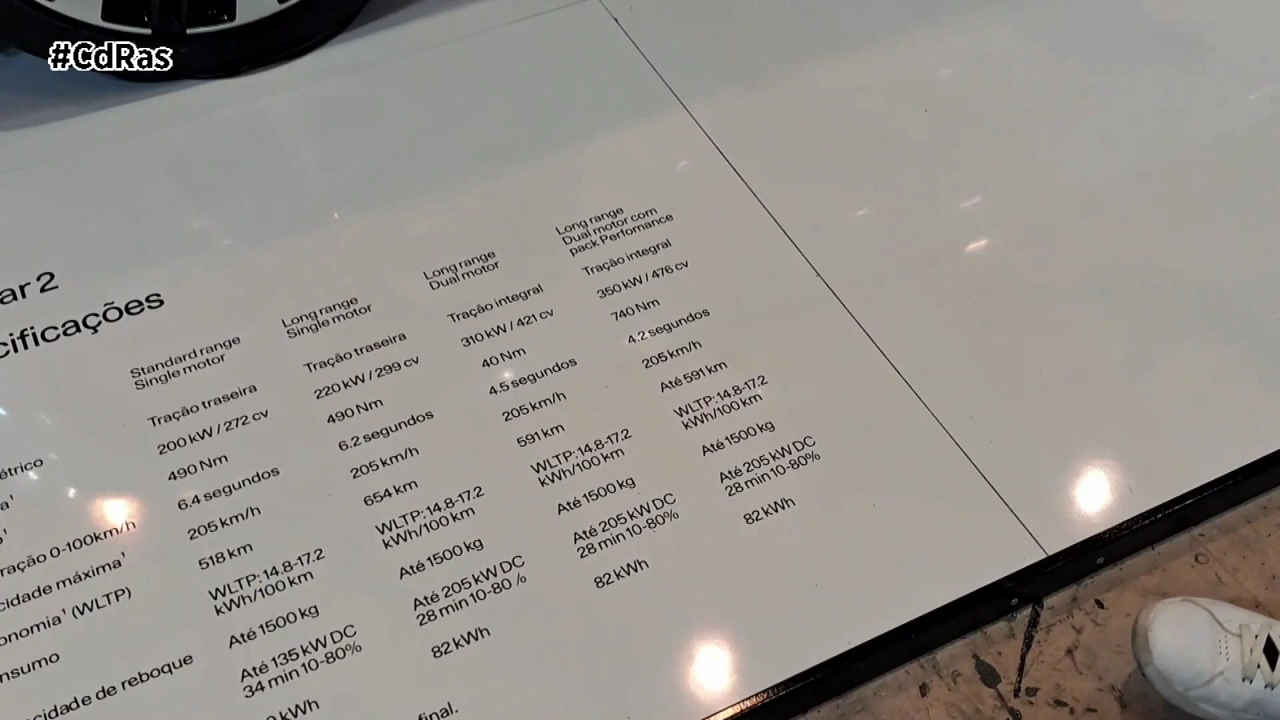 #CdRas
ar 2
cificações
Standard range
Single motor
Tração traseira
200 kW / 272 cv
490 Nm
6.4 segundos
205 km/h
518 km
WLTP: 14.8-17.2
kWh/100 km
Até 1500 kg
Até 135 kW DC
34 min 10-80%
kWh
Long range
Single motor
Tração traseira
220 kW / 299 cv
490 Nm
6.2 segundos
205 km/h
654 km
WLTP: 14.8-17.2
kWh/100 km
Até 1500 kg
Até 205 kW DC
28 min 10-80 /
82 kWh
Long range
Dual motor
Tração integral
310 kW / 421 cv
40 Nm
4.5 segundos
205 km/h
591 km
WLTP: 14.8-17.2
kWh/100 km
Até 1500 kg
Até 205 kW DC
28 min 10-80%
82 kWh
Long range
Dual motor com
pack Perfomance
Tração integral
350 kW / 476 cv
740 Nm
4.2 segundos
205 km/h
Até 591 km
WLTP: 14.8-17.2
kWh/100 km
Até 1500 kg
Até 205 kW DC
28 min 10-80%
82 kWh
étrico
a¹
o¹
ração 0-100km/h
cidade máxima¹
onomia¹ (WLTP)
nsumo
cidade de reboque
final.